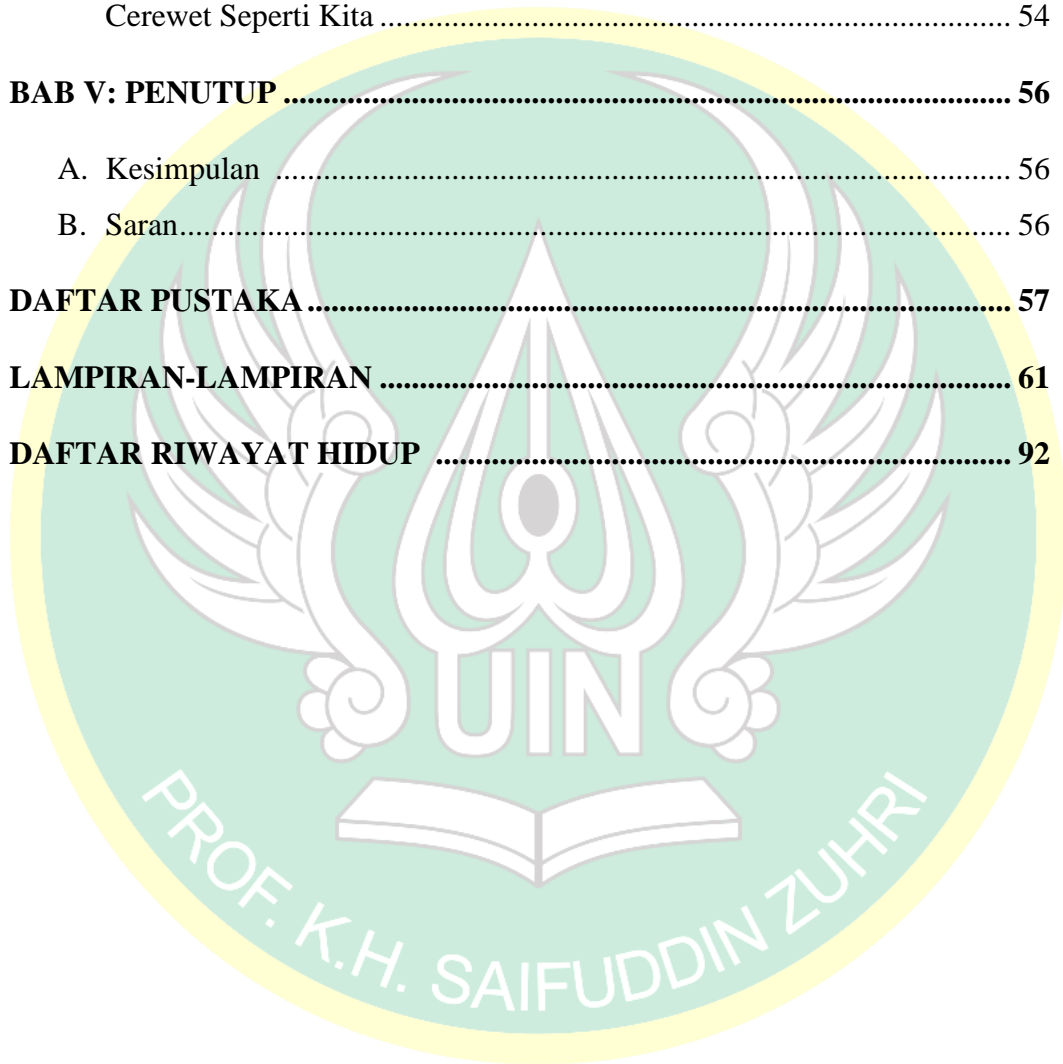 Cerewet Seperti Kita ........................................................................................ 54
BAB V: PENUTUP ........................................................................................ 56
A. Kesimpulan ........................................................................................ 56
B. Saran ........................................................................................ 56
DAFTAR PUSTAKA ........................................................................................ 57
LAMPIRAN-LAMPIRAN ........................................................................................ 61
DAFTAR RIWAYAT HIDUP ........................................................................................ 92
UIN
PROF. K.H. SAIFUDDIN ZUHRI